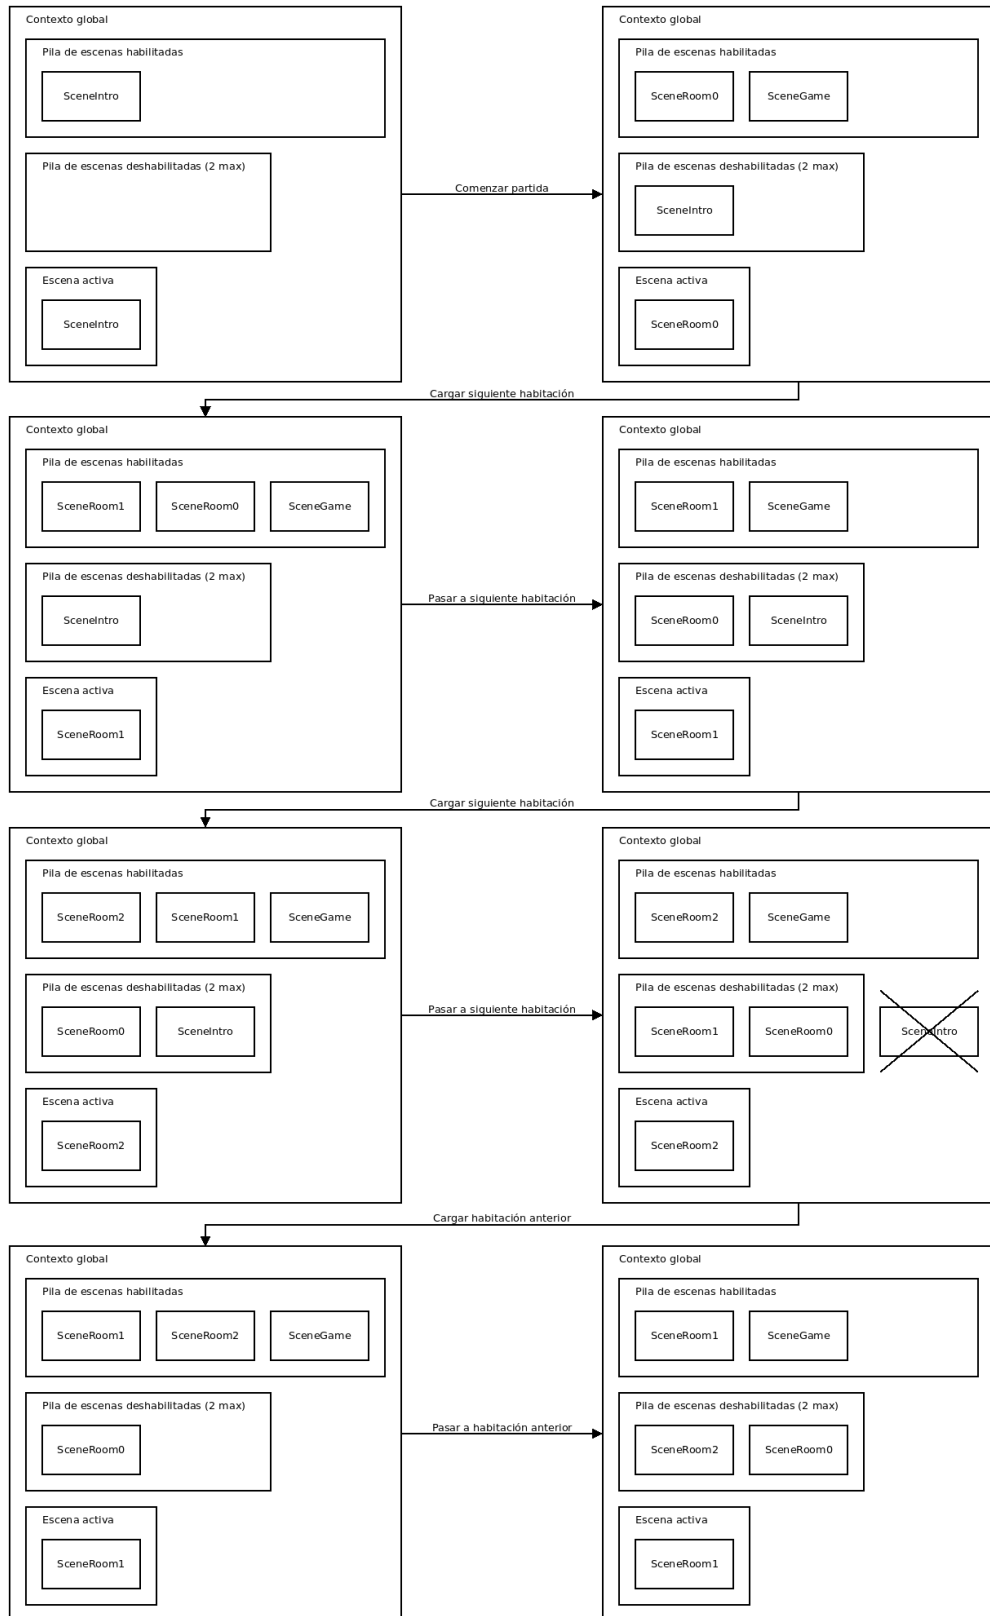 Contexto global
Pila de escenas habilitadas
SceneIntro
Pila de escenas deshabilitadas (2 max)
Escena activa
SceneIntro
Comenzar partida
Contexto global
Pila de escenas habilitadas
SceneRoom0 SceneGame
Pila de escenas deshabilitadas (2 max)
SceneIntro
Escena activa
SceneRoom0
Cargar siguiente habitación
Contexto global
Pila de escenas habilitadas
SceneRoom1 SceneRoom0 SceneGame
Pila de escenas deshabilitadas (2 max)
SceneIntro
Escena activa
SceneRoom1
Pasar a siguiente habitación
Contexto global
Pila de escenas habilitadas
SceneRoom1 SceneGame
Pila de escenas deshabilitadas (2 max)
SceneRoom0 SceneIntro
Escena activa
SceneRoom1
Cargar siguiente habitación
Contexto global
Pila de escenas habilitadas
SceneRoom2 SceneRoom1 SceneGame
Pila de escenas deshabilitadas (2 max)
SceneRoom0 SceneIntro
Escena activa
SceneRoom2
Pasar a siguiente habitación
Contexto global
Pila de escenas habilitadas
SceneRoom2 SceneGame
Pila de escenas deshabilitadas (2 max)
SceneRoom1 SceneRoom0 SceneIntro
Escena activa
SceneRoom2
Cargar habitación anterior
Contexto global
Pila de escenas habilitadas
SceneRoom1 SceneRoom2 SceneGame
Pila de escenas deshabilitadas (2 max)
SceneRoom0
Escena activa
SceneRoom1
Pasar a habitación anterior
Contexto global
Pila de escenas habilitadas
SceneRoom1 SceneGame
Pila de escenas deshabilitadas (2 max)
SceneRoom2 SceneRoom0
Escena activa
SceneRoom1